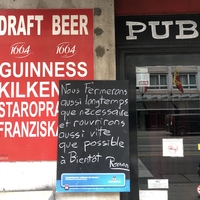 DRAFT BEER
1664 1664
GUINNESS
KILKEN
STAROPRA
FRANZISKA
PUB
Nous Fermerons
aussi longtemps
que nécessaire
et rouvrirons
aussi vite
que possible
à Bientôt